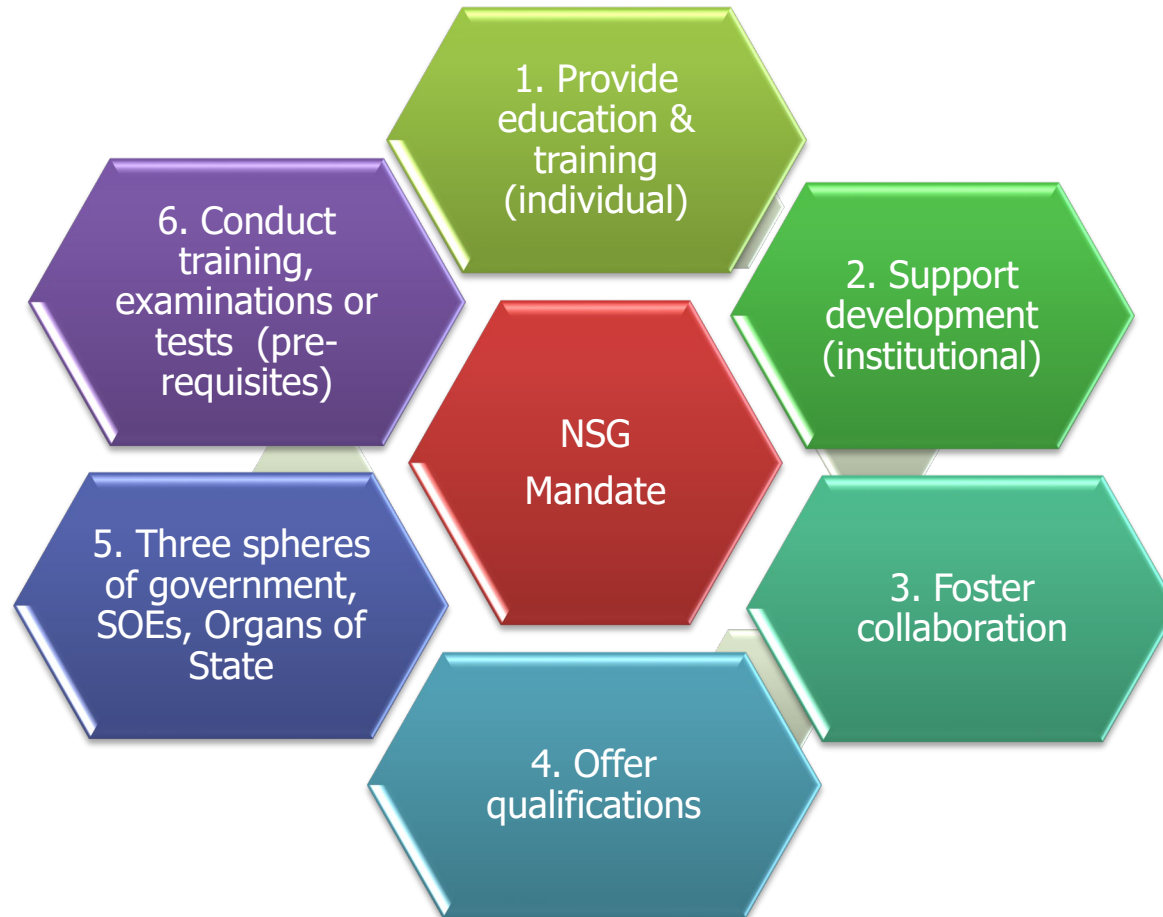 1. Provide
education &
training
(individual)
2. Support
development
(institutional)
3. Foster
collaboration
4. Offer
qualifications
5. Three spheres
of government,
SOEs, Organs of
State
6. Conduct
training,
examinations or
tests (pre-
requisites)
NSG
Mandate